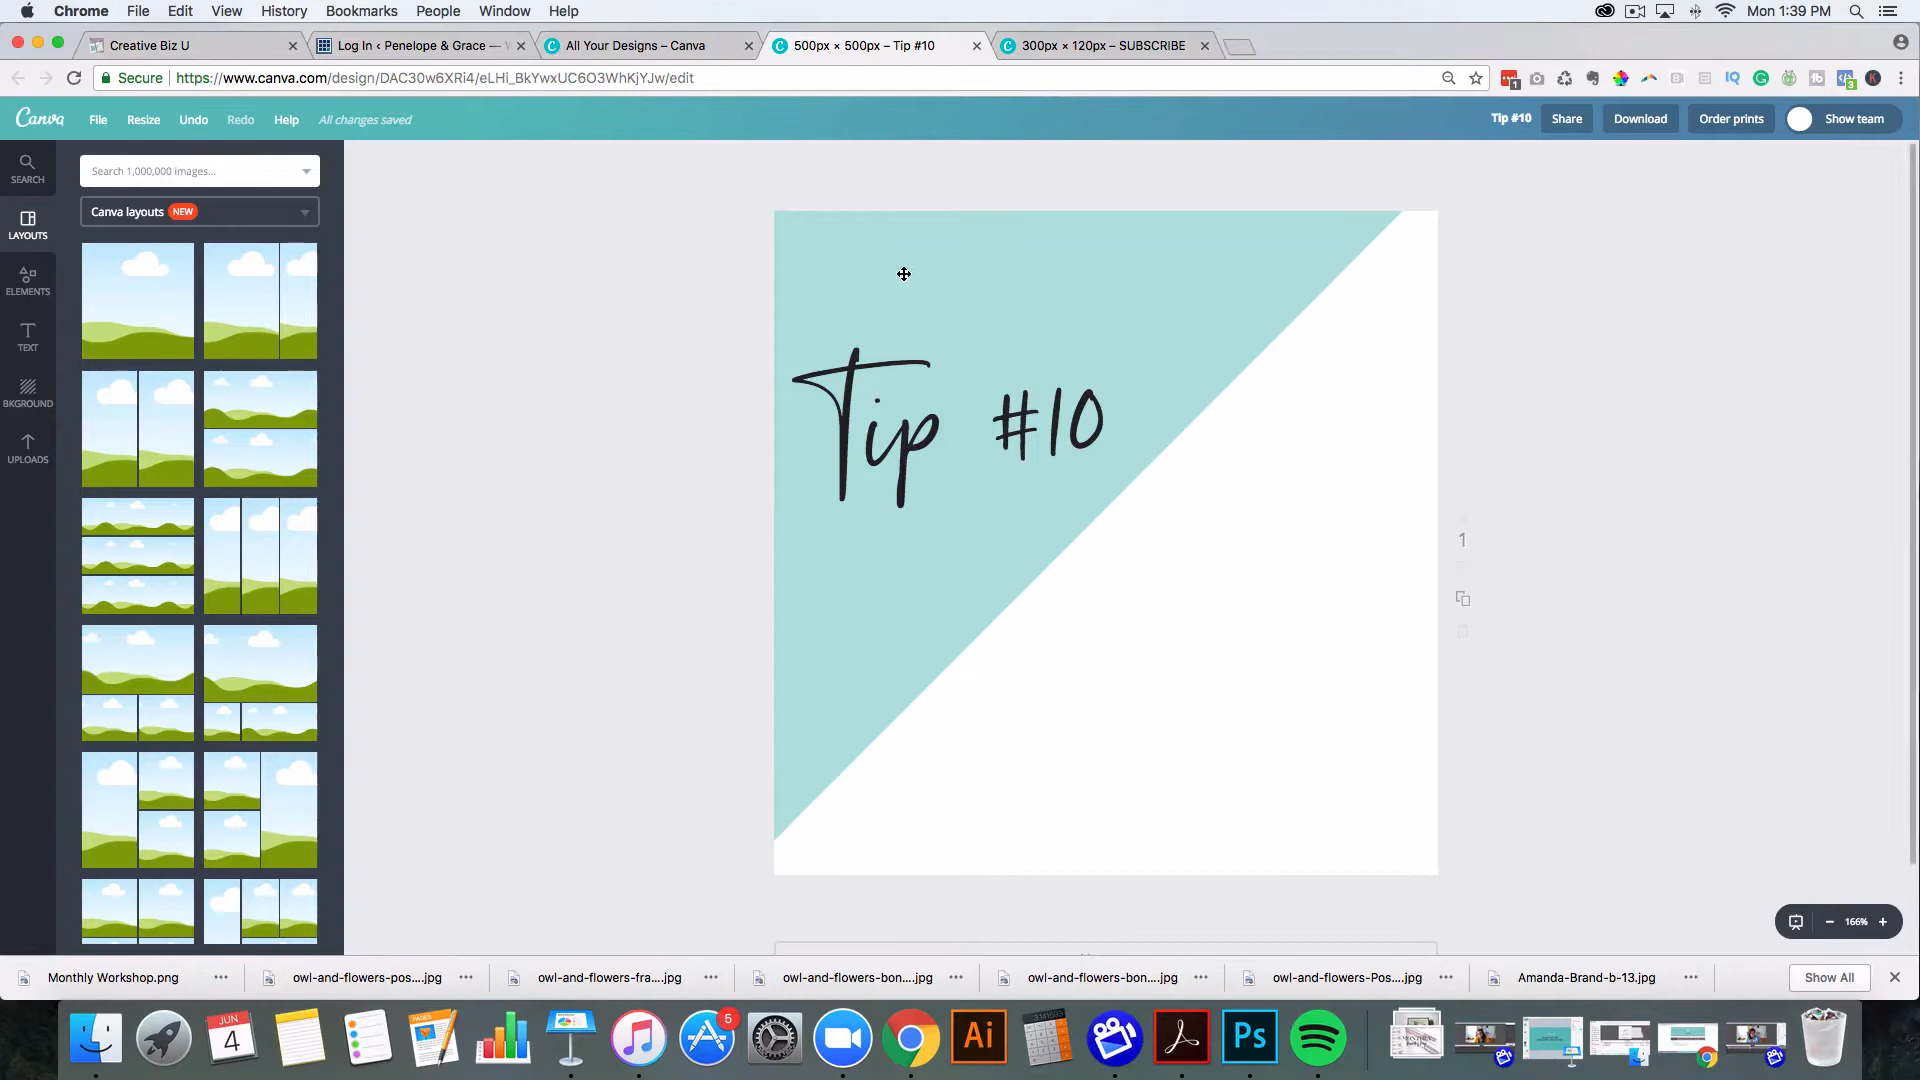 Chrome File Edit View History Bookmarks People Window Help Mon 1:39 PM
Creative Biz U
Log In ‹ Penelope & Grace — W
All Your Designs – Canva
500px × 500px – Tip #10
300px × 120px – SUBSCRIBE
Secure https://www.canva.com/design/DAC30w6XRi4/eLHi_BkYwxUC6O3WhKjYJw/edit
Canva File Resize Undo Redo Help All changes saved
Tip #10 Share Download Order prints Show team
SEARCH
LAYOUTS
ELEMENTS
TEXT
BKGROUND
UPLOADS
Search 1,000,000 images...
Canva layouts NEW
Tip #10
1
166%
Monthly Workshop.png
owl-and-flowers-pos....jpg
owl-and-flowers-fra....jpg
owl-and-flowers-bon....jpg
owl-and-flowers-bon....jpg
owl-and-flowers-Pos....jpg
Amanda-Brand-b-13.jpg
Show All
JUN
4
PAGES
5
3.141593
Ai
Ps